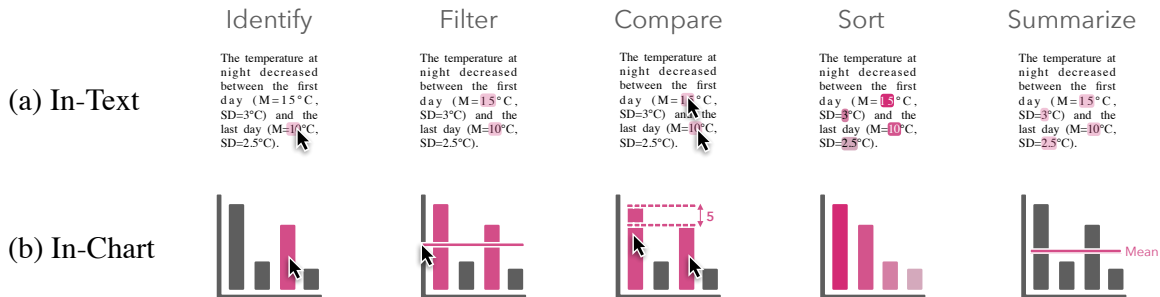 Identify Filter Compare Sort Summarize
(a) In-Text
The temperature at
night decreased
between the first
day (M=15°C,
SD=3°C) and the
last day (M=10°C,
SD=2.5°C).
The temperature at
night decreased
between the first
day (M=15°C,
SD=3°C) and the
last day (M=10°C,
SD=2.5°C).
The temperature at
night decreased
between the first
day (M=15°C,
SD=3°C) and the
last day (M=10°C,
SD=2.5°C).
The temperature at
night decreased
between the first
day (M=15°C,
SD=3°C) and the
last day (M=10°C,
SD=2.5°C).
The temperature at
night decreased
between the first
day (M=15°C,
SD=3°C) and the
last day (M=10°C,
SD=2.5°C).
(b) In-Chart
5
Mean